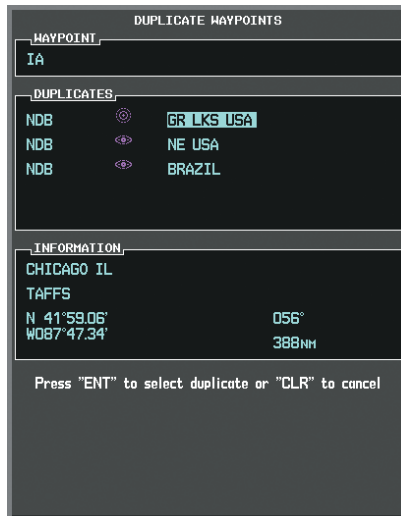 DUPLICATE WAYPOINTS
WAYPOINT
IA
DUPLICATES
NDB GR LKS USA
NDB NE USA
NDB BRAZIL
INFORMATION
CHICAGO IL
TAFFS
N 41°59.06' 056°
W087°47.34'
388NM
Press "ENT" to select duplicate or "CLR" to cancel